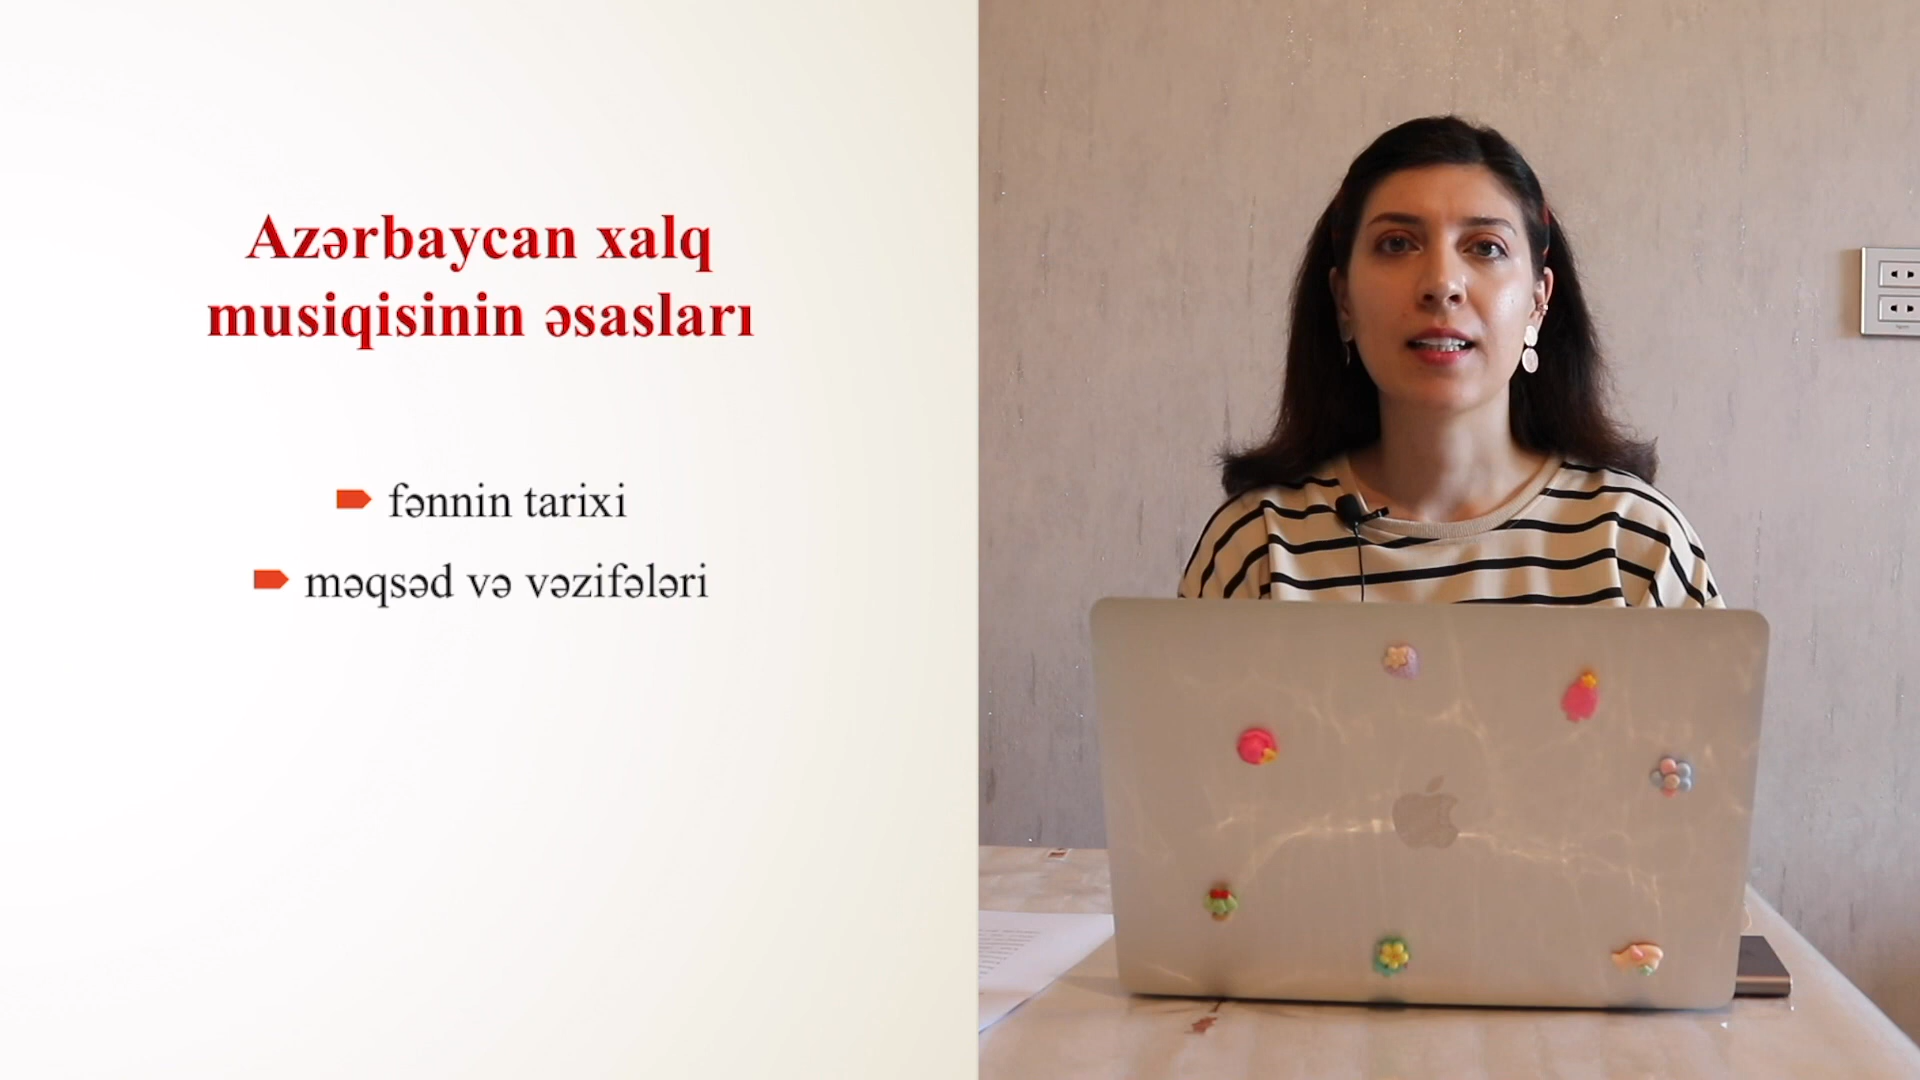 Azərbaycan xalq
musiqisinin əsasları
fənnin tarixi
məqsəd və vəzifələri